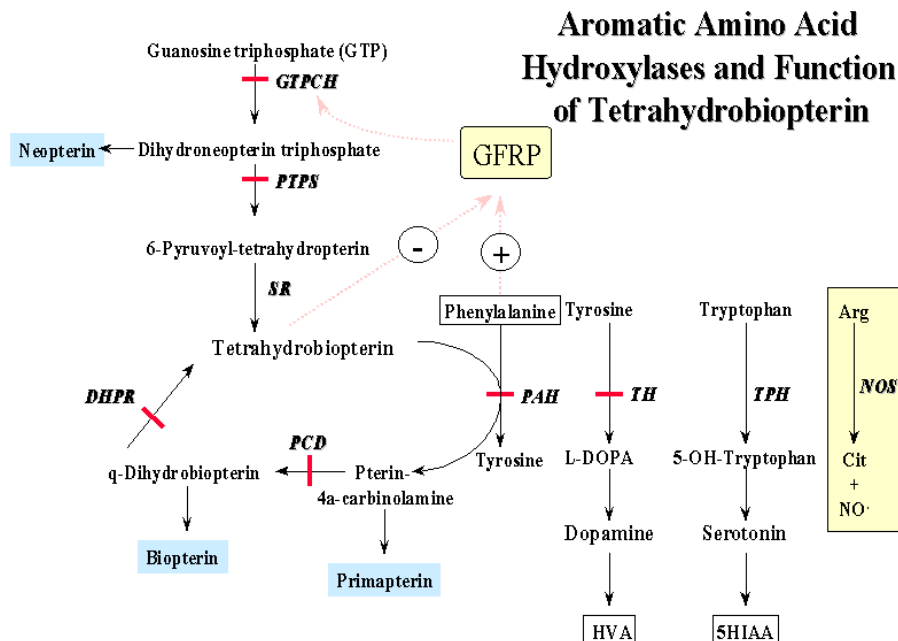 Aromatic Amino Acid
Hydroxylases and Function
of Tetrahydrobiopterin
Guanosine triphosphate (GTP)
GTPCH
Neopterin
Dihydroneopterin triphosphate
GFRP
PTPS
6-Pyruvoyl-tetrahydropterin
-
+
SR
Phenylalanine
Tyrosine
Tryptophan
Arg
Tetrahydrobiopterin
DHPR
PAH
TH
TPH
NOS
PCD
q-Dihydrobiopterin
Pterin-
4a-carbinolamine
Tyrosine
L-DOPA
5-OH-Tryptophan
Cit
+
NO·
Biopterin
Primapterin
Dopamine
Serotonin
HVA
5HIAA